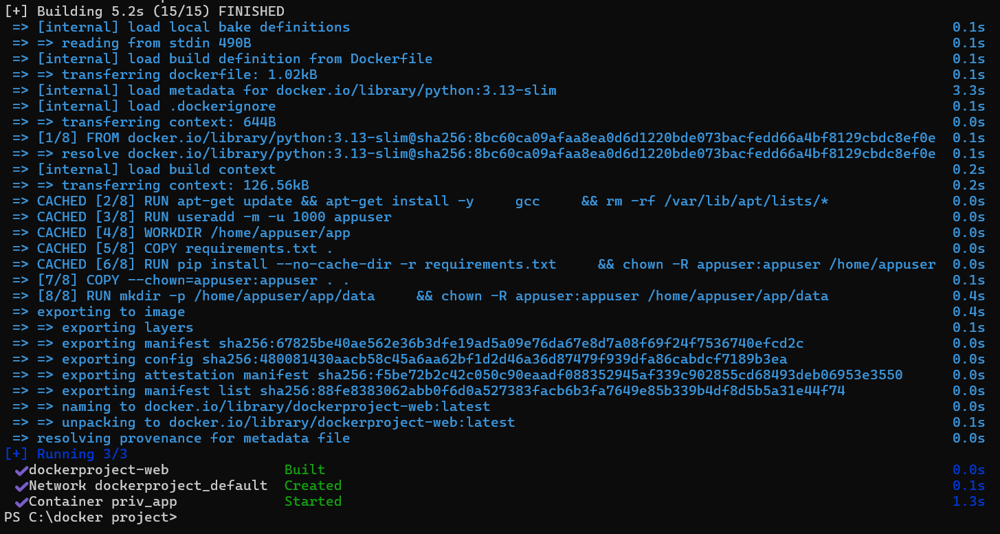 [+] Building 5.2s (15/15) FINISHED
=> [internal] load local bake definitions 0.1s
=> => reading from stdin 490B 0.1s
=> [internal] load build definition from Dockerfile 0.1s
=> => transferring dockerfile: 1.02kB 0.1s
=> [internal] load metadata for docker.io/library/python:3.13-slim 3.3s
=> [internal] load .dockerignore 0.1s
=> => transferring context: 644B 0.0s
=> [1/8] FROM docker.io/library/python:3.13-slim@sha256:8bc60ca09afaa8ea0d6d1220bde073bacfedd66a4bf8129cbdc8ef0e 0.1s
=> => resolve docker.io/library/python:3.13-slim@sha256:8bc60ca09afaa8ea0d6d1220bde073bacfedd66a4bf8129cbdc8ef0e 0.1s
=> [internal] load build context 0.2s
=> => transferring context: 126.56kB 0.2s
=> CACHED [2/8] RUN apt-get update && apt-get install -y     gcc     && rm -rf /var/lib/apt/lists/* 0.0s
=> CACHED [3/8] RUN useradd -m -u 1000 appuser 0.0s
=> CACHED [4/8] WORKDIR /home/appuser/app 0.0s
=> CACHED [5/8] COPY requirements.txt . 0.0s
=> CACHED [6/8] RUN pip install --no-cache-dir -r requirements.txt     && chown -R appuser:appuser /home/appuser 0.0s
=> [7/8] COPY --chown=appuser:appuser . . 0.1s
=> [8/8] RUN mkdir -p /home/appuser/app/data     && chown -R appuser:appuser /home/appuser/app/data 0.4s
=> exporting to image 0.4s
=> => exporting layers 0.1s
=> => exporting manifest sha256:67825be40ae562e36b3dfe19ad5a09e76da67e8d7a08f69f24f7536740efcd2c 0.0s
=> => exporting config sha256:480081430aacb58c45a6aa62bf1d2d46a36d87479f939dfa86cabdcf7189b3ea 0.0s
=> => exporting attestation manifest sha256:f5be72b2c42c050c90eaadf088352945af339c902855cd68493deb06953e3550 0.0s
=> => exporting manifest list sha256:88fe8383062abb0f6d0a527383facb6b3fa7649e85b339b4df8d5b5a31e44f74 0.0s
=> => naming to docker.io/library/dockerproject-web:latest 0.0s
=> => unpacking to docker.io/library/dockerproject-web:latest 0.1s
=> resolving provenance for metadata file 0.0s
[+] Running 3/3
✔dockerproject-web Built 0.0s
✔Network dockerproject_default Created 0.1s
✔Container priv_app Started 1.3s
PS C:\docker project>